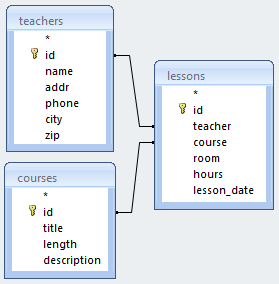 teachers
*
id
name
addr
phone
city
zip
lessons
*
id
teacher
course
room
hours
lesson_date
courses
*
id
title
length
description